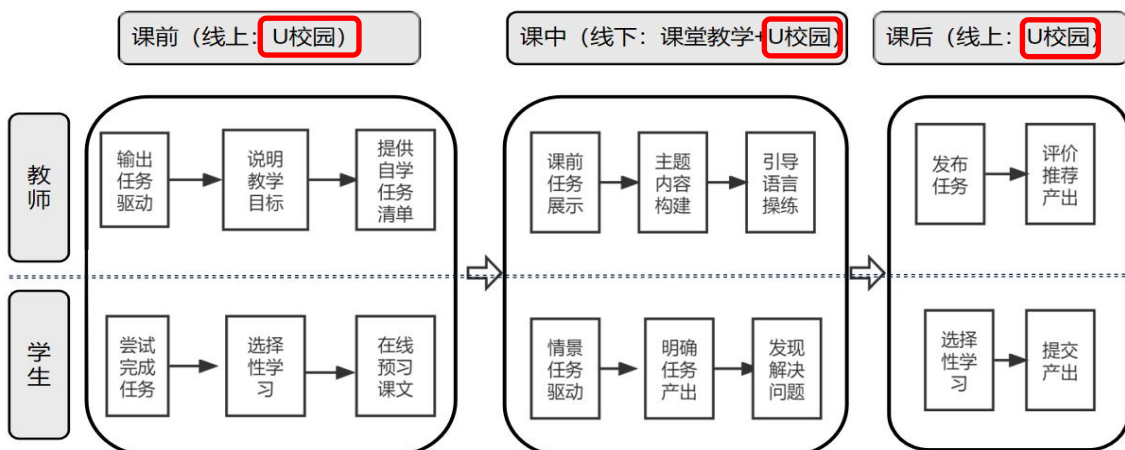 课前（线上：U校园）
课中（线下：课堂教学+U校园）
课后（线上：U校园）
教
师
输出
任务
驱动
说明
教学
目标
提供
自学
任务
清单
课前
任务
展示
主题
内容
构建
引导
语言
操练
发布
任务
评价
推荐
产出
学
生
尝试
完成
任务
选择
性学
习
在线
预习
课文
情景
任务
驱动
明确
任务
产出
发现
解决
问题
选择
性学
习
提交
产出